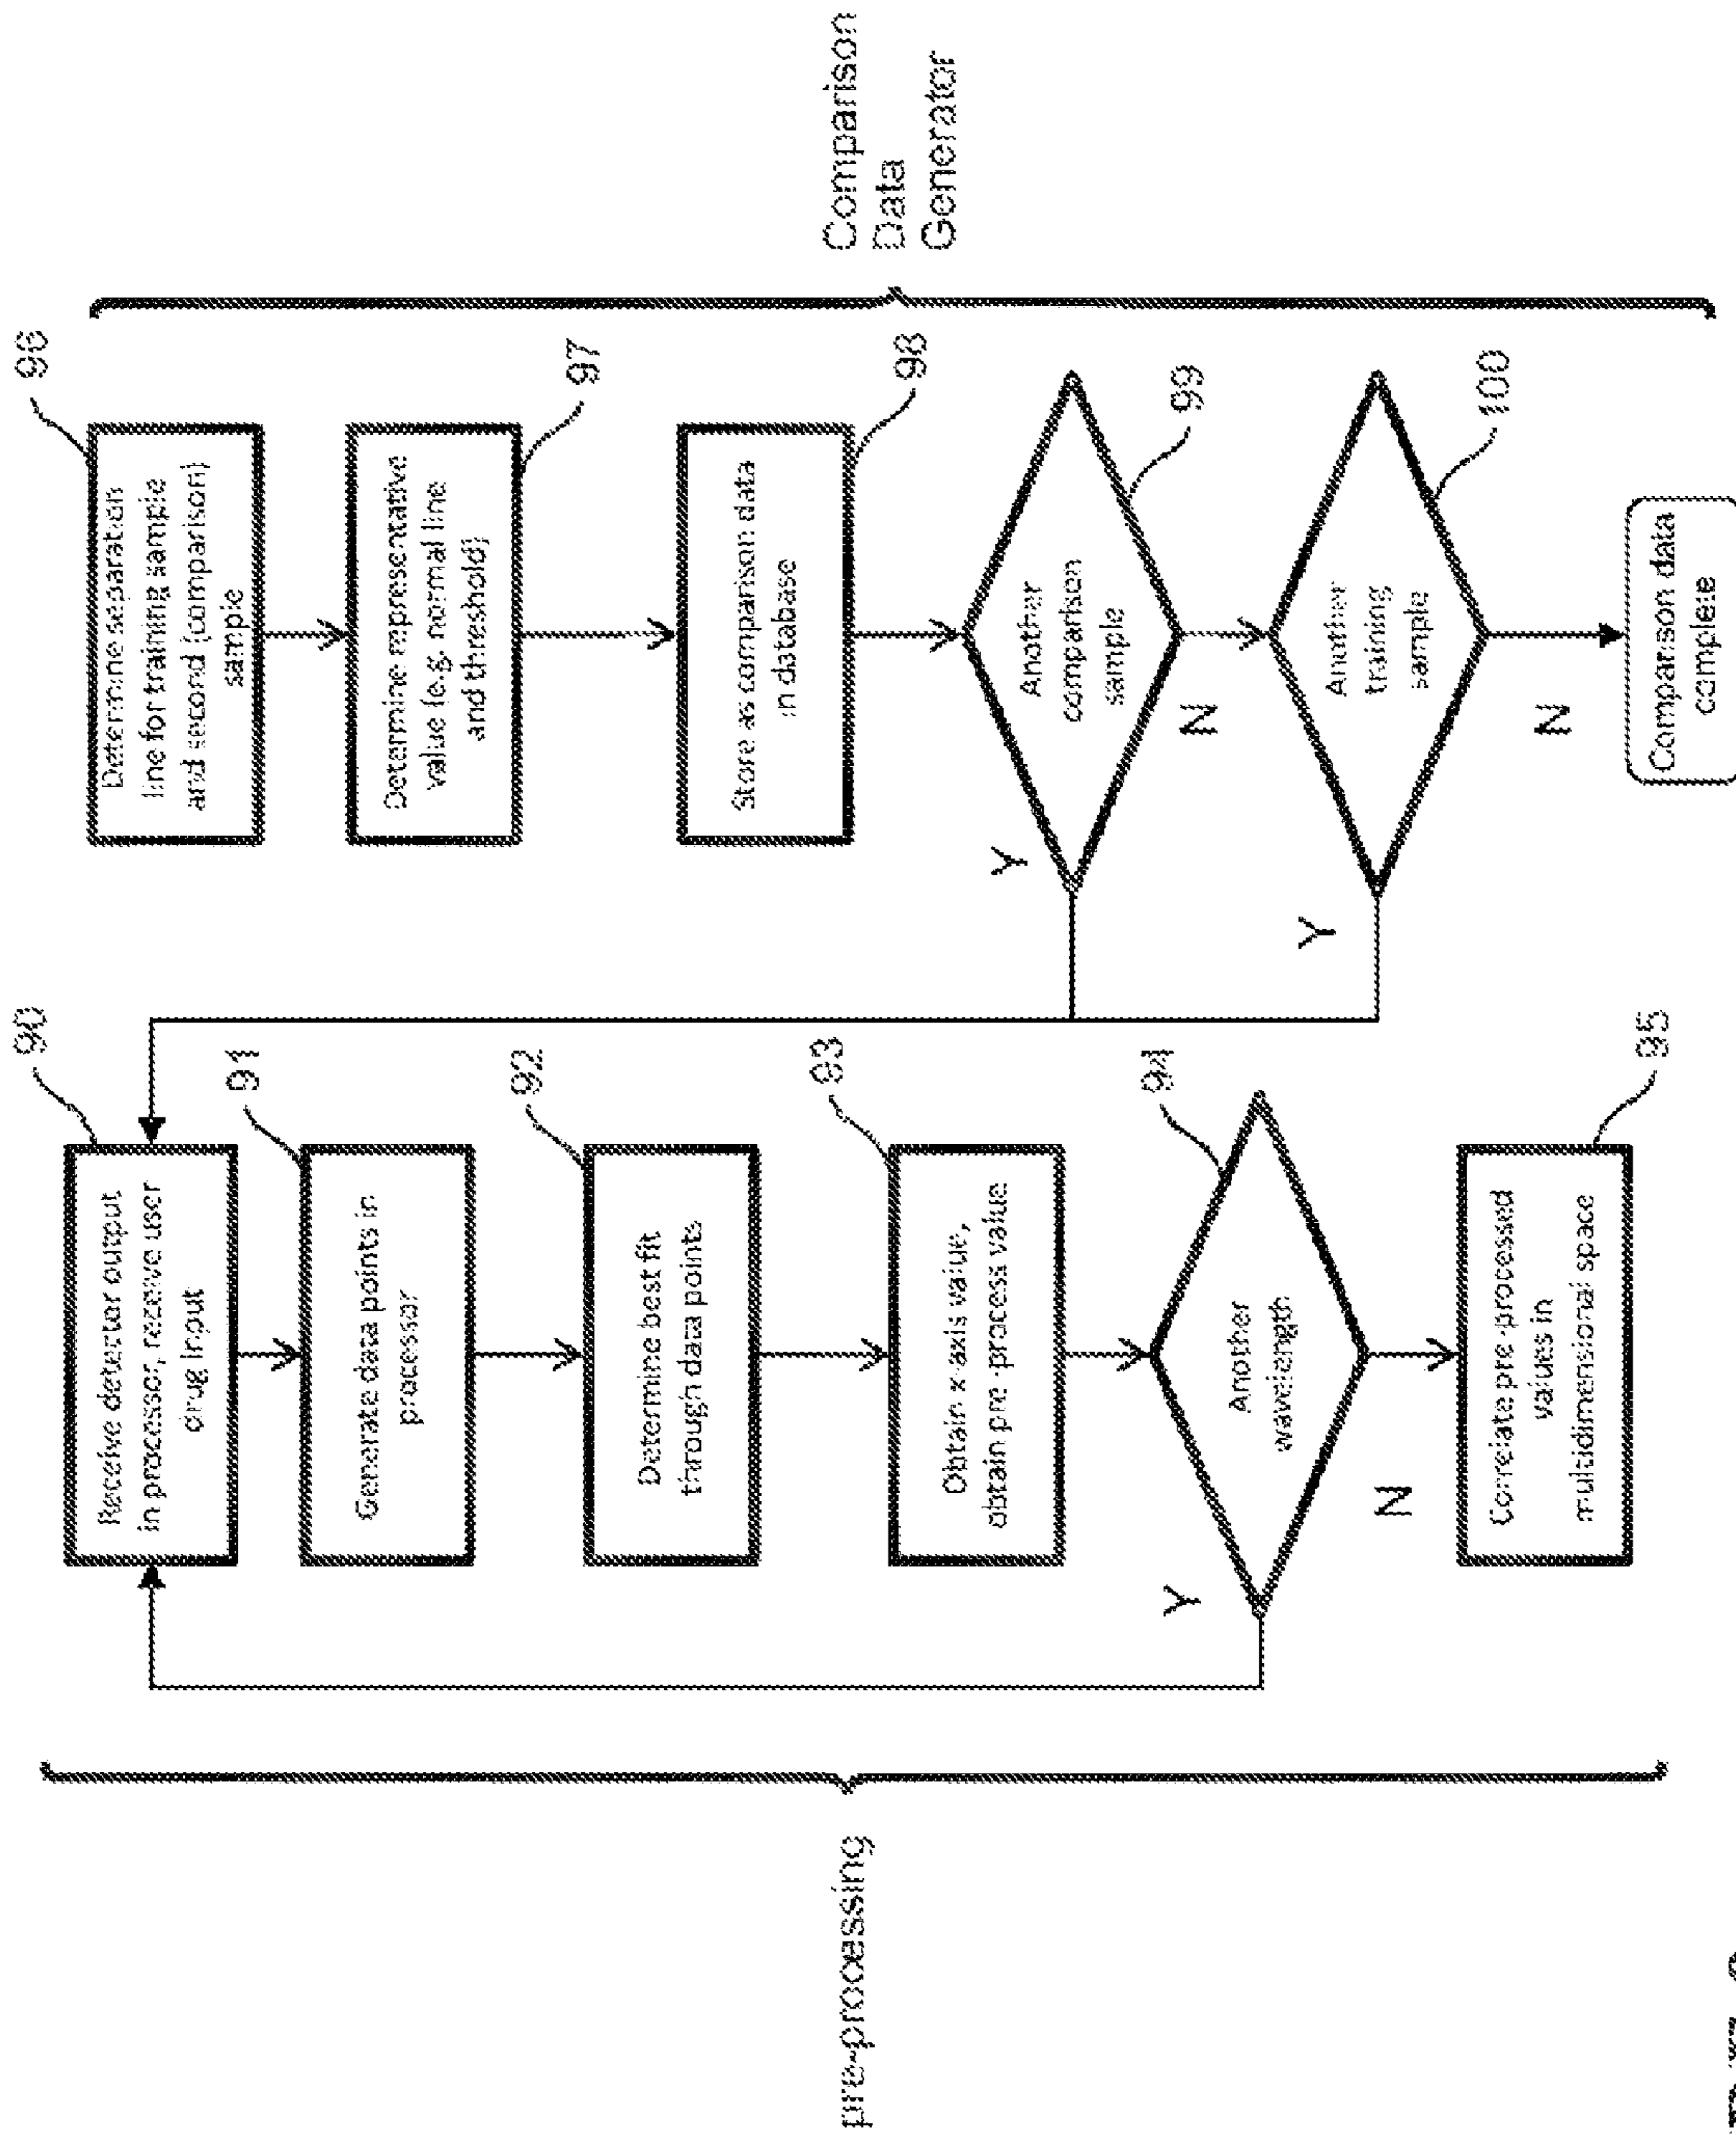 pre-processing
90
Receive detector output
in processor, receive user
drug input
91
Generate data points in
processor
92
Determine best fit
through data points
93
Obtain x-axis value,
obtain pre-process value
94
Another
wavelength
Y
N
95
Correlate pre-processed
values in
multidimensional space
96
Determine separation
line for training sample
and second (comparison)
sample
97
Determine representative
value (e.g. normal line
and threshold)
98
Store as comparison data
in database
99
Another
comparison
sample
Y
N
100
Another
training
sample
Y
N
Comparison data
complete
Comparison
Data
Generator